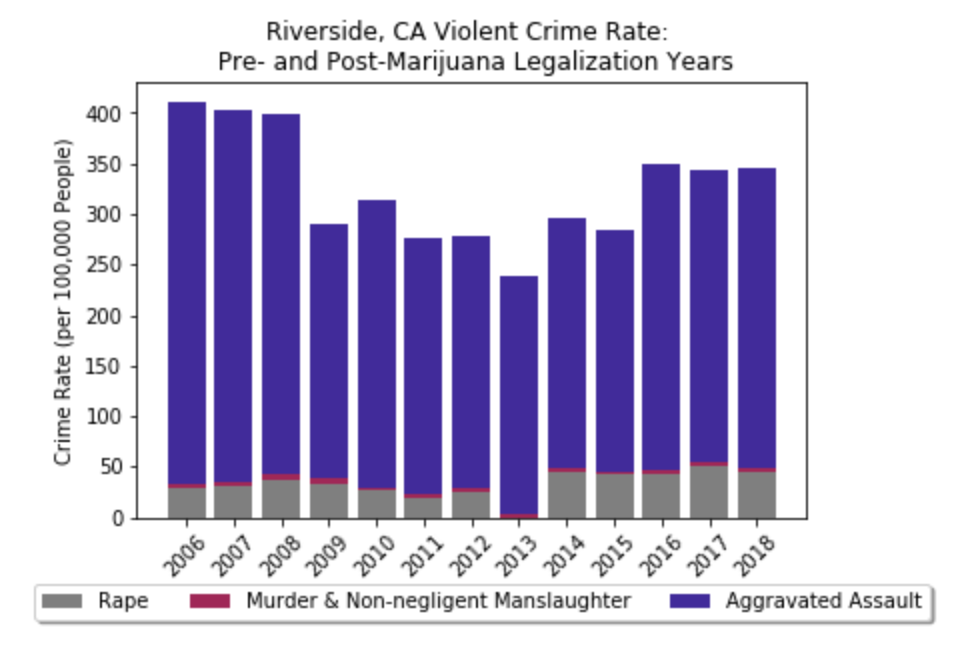 Riverside, CA Violent Crime Rate:
Pre- and Post-Marijuana Legalization Years
Crime Rate (per 100,000 People)
400
350
300
250
200
150
100
50
0
2006 2007 2008 2009 2010 2011 2012 2013 2014 2015 2016 2017 2018
Rape Murder & Non-negligent Manslaughter Aggravated Assault